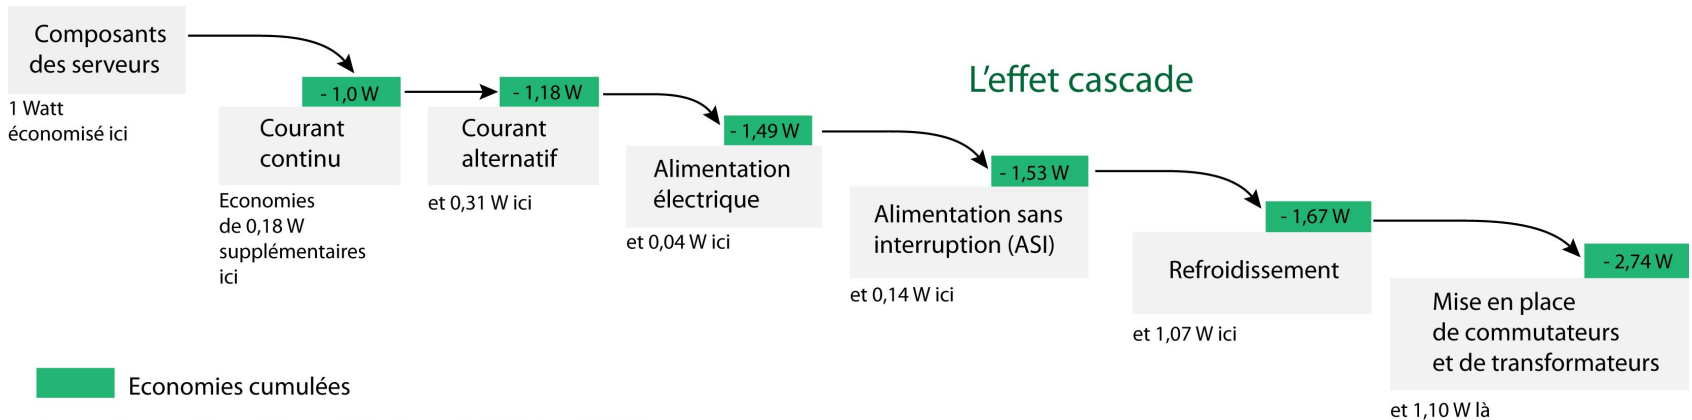 Composants
des serveurs
1 Watt
économisé ici
L'effet cascade
- 1,0 W
Courant
continu
Economies
de 0,18 W
supplémentaires
ici
- 1,18 W
Courant
alternatif
et 0,31 W ici
- 1,49 W
Alimentation
électrique
et 0,04 W ici
- 1,53 W
Alimentation sans
interruption (ASI)
et 0,14 W ici
- 1,67 W
Refroidissement
et 1,07 W ici
- 2,74 W
Mise en place
de commutateurs
et de transformateurs
et 1,10 W là
Economies cumulées